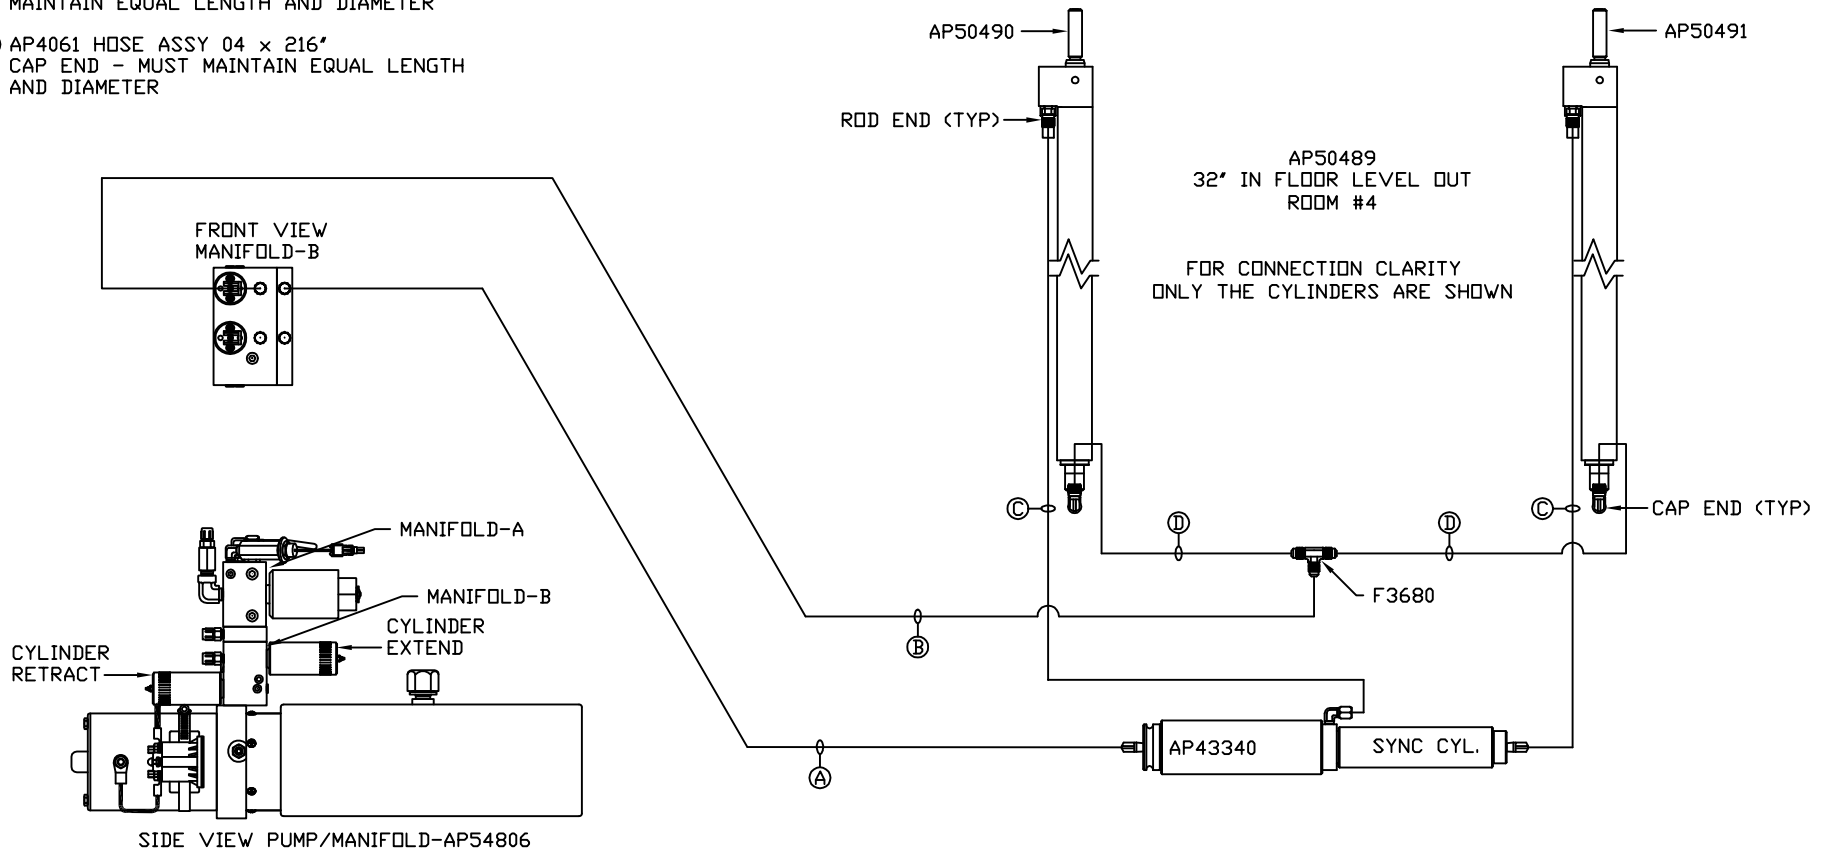 MAINTAIN EQUAL LENGTH AND DIAMETER
AP4061 HOSE ASSY 04 x 216"
CAP END - MUST MAINTAIN EQUAL LENGTH
AND DIAMETER
AP50490
AP50491
ROD END (TYP)
AP50489
32" IN FLOOR LEVEL OUT
ROOM #4
FOR CONNECTION CLARITY
ONLY THE CYLINDERS ARE SHOWN
FRONT VIEW
MANIFOLD-B
C
C
CAP END (TYP)
D
D
MANIFOLD-A
MANIFOLD-B
F3680
CYLINDER
EXTEND
B
CYLINDER
RETRACT
AP43340
SYNC CYL.
A
SIDE VIEW PUMP/MANIFOLD-AP54806